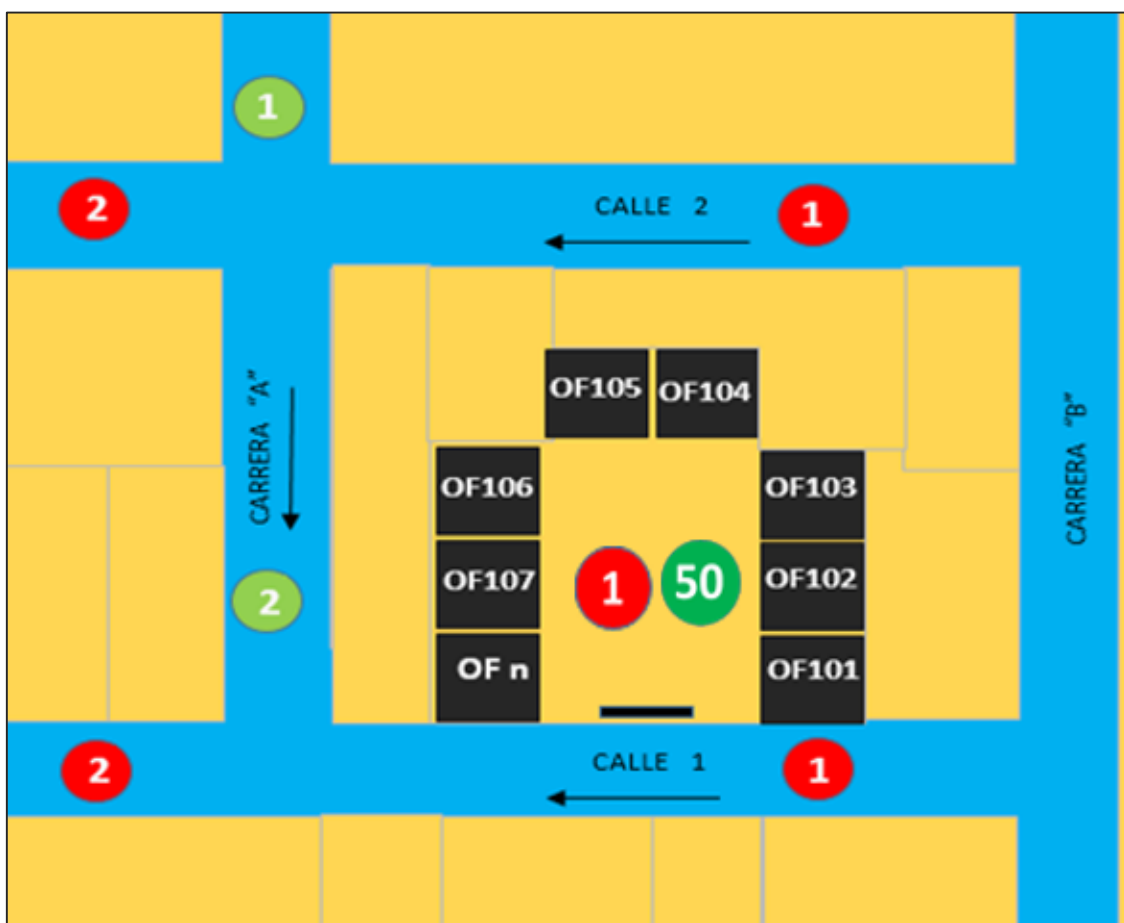 1
2
CALLE 2
1
OF105
OF104
CARRERA "A"
CARRERA "B"
OF106
OF103
OF107
1
50
OF102
2
OF n
OF101
2
CALLE 1
1